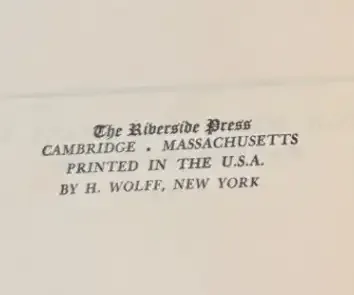 The Riverside Press
CAMBRIDGE . MASSACHUSETTS
PRINTED IN THE U.S.A.
BY H. WOLFF, NEW YORK